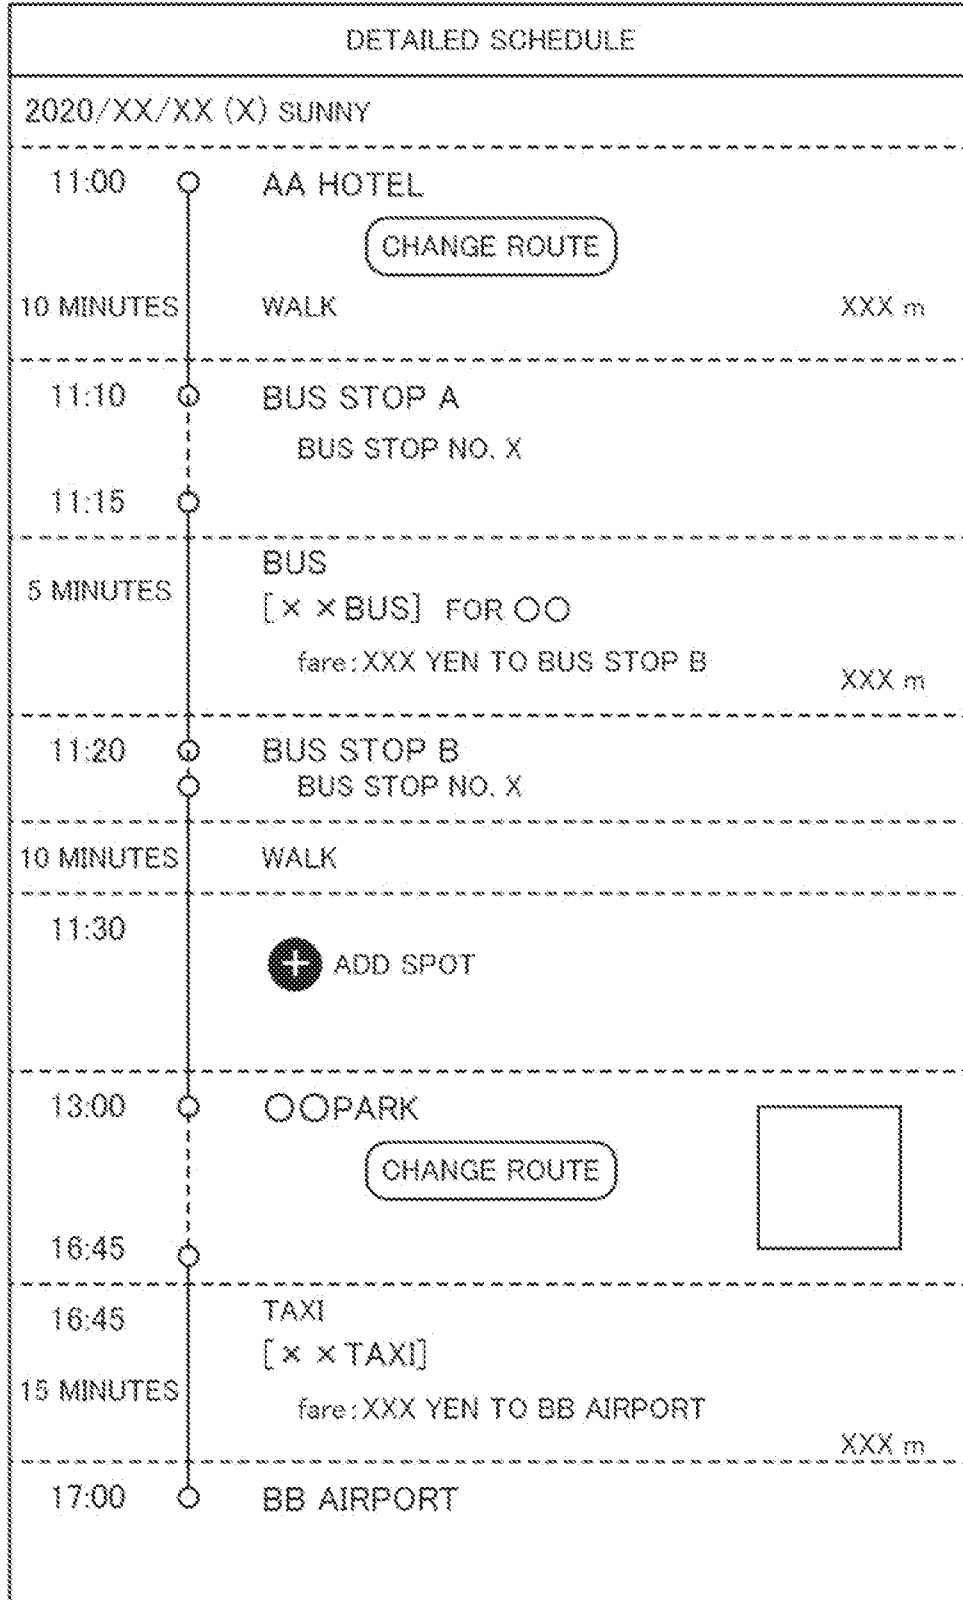 DETAILED SCHEDULE
2020/XX/XX (X) SUNNY
11:00 AA HOTEL
CHANGE ROUTE
10 MINUTES WALK XXX m
11:10 BUS STOP A
BUS STOP NO. X
11:15
BUS
5 MINUTES
[× ×BUS] FOR ○○
fare:XXX YEN TO BUS STOP B
XXX m
11:20 BUS STOP B
BUS STOP NO. X
10 MINUTES WALK
11:30
ADD SPOT
13:00 ○○PARK
CHANGE ROUTE
16:45
16:45 TAXI
[× ×TAXI]
15 MINUTES
fare:XXX YEN TO BB AIRPORT
XXX m
17:00 BB AIRPORT